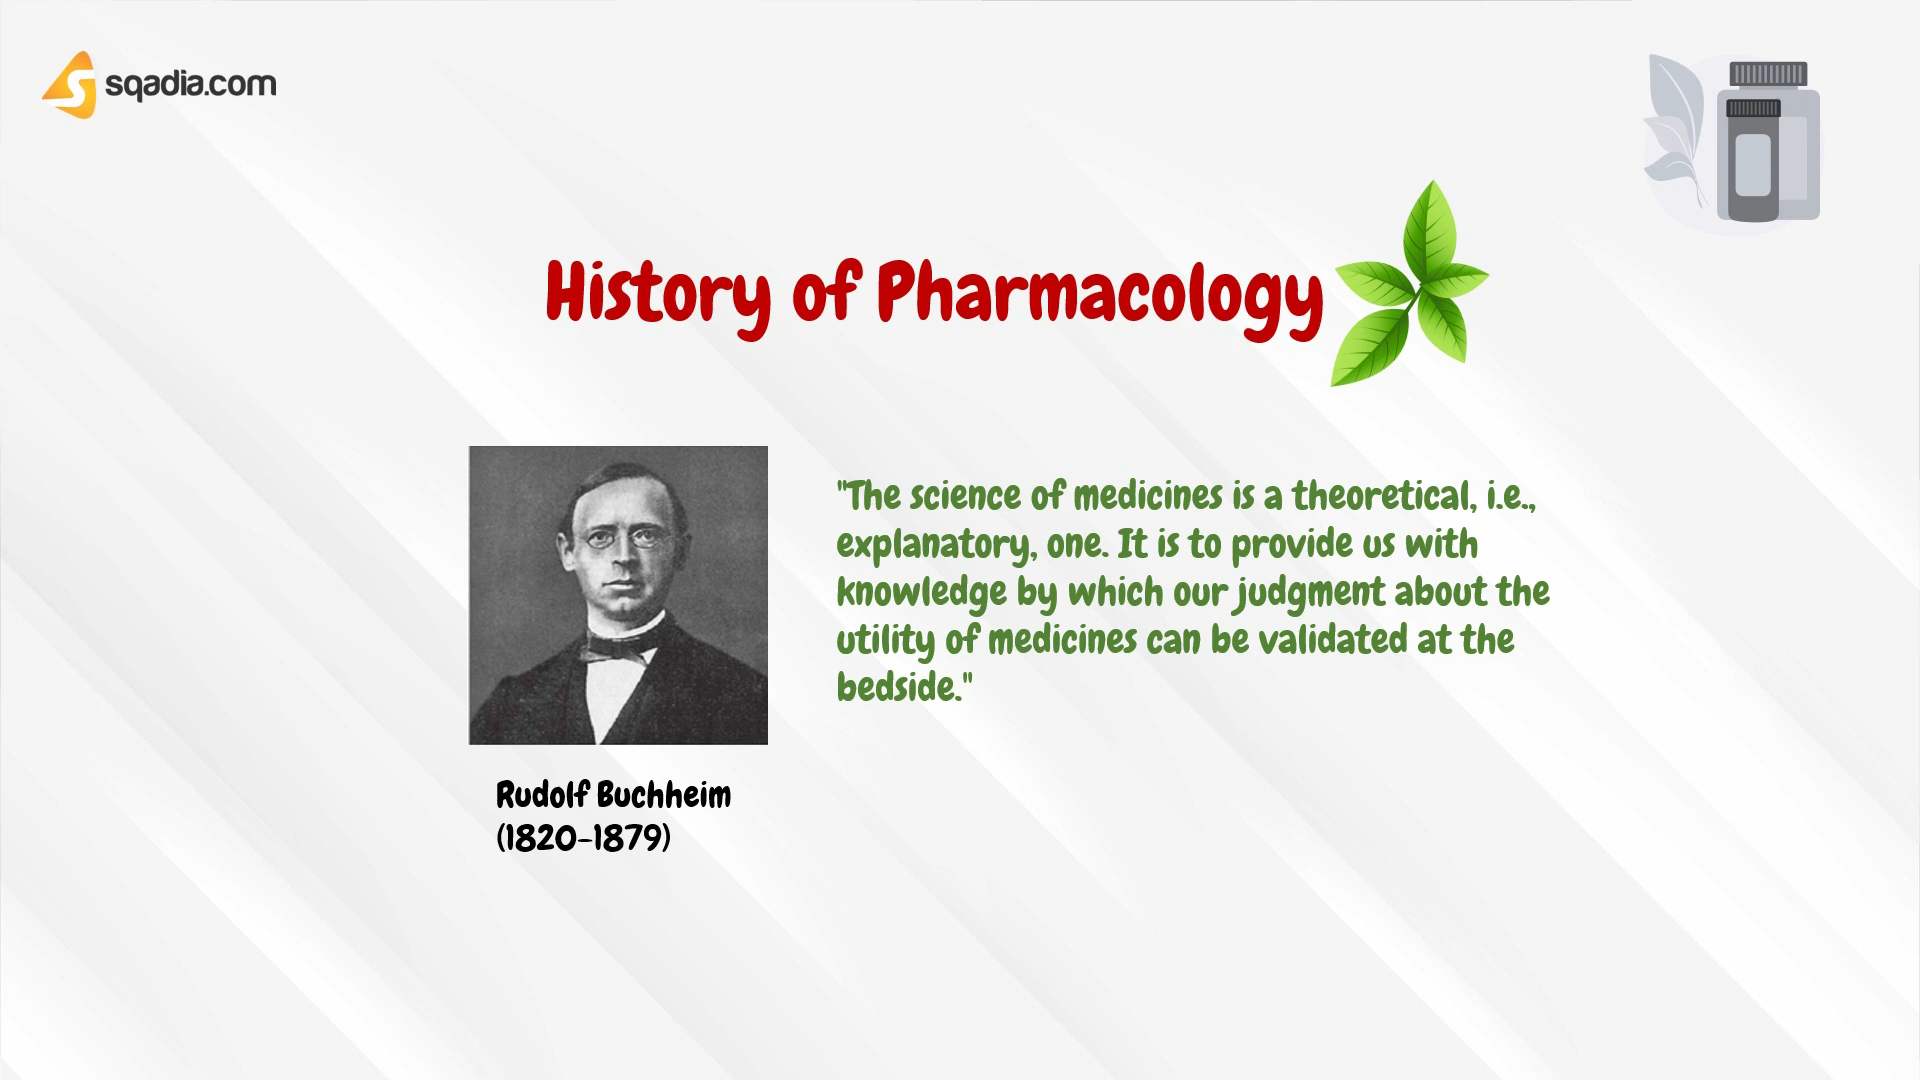 sqadia.com
History of Pharmacology
"The science of medicines is a theoretical, i.e.,
explanatory, one. It is to provide us with
knowledge by which our judgment about the
utility of medicines can be validated at the
bedside."
Rudolf Buchheim
(1820-1879)